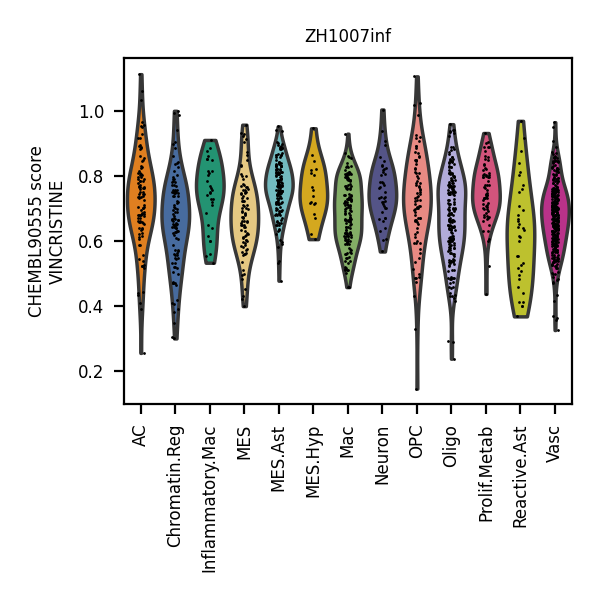 ZH1007inf
CHEMBL90555 score
VINCRISTINE
1.0
0.8
0.6
0.4
0.2
AC
Chromatin.Reg
Inflammatory.Mac
MES
MES.Ast
MES.Hyp
Mac
Neuron
OPC
Oligo
Prolif.Metab
Reactive.Ast
Vasc